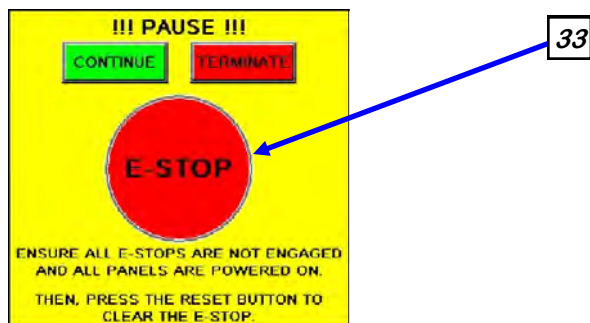 !!! PAUSE !!!
CONTINUE TERMINATE
33
E-STOP
ENSURE ALL E-STOPS ARE NOT ENGAGED
AND ALL PANELS ARE POWERED ON.
THEN, PRESS THE RESET BUTTON TO
CLEAR THE E-STOP.